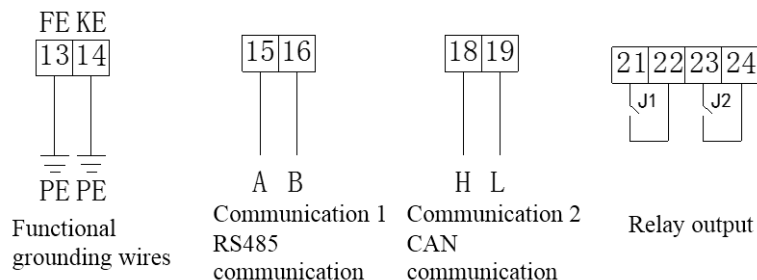 FE KE
13 14
PE PE
Functional
grounding wires
15 16
A B
Communication 1
RS485
communication
18 19
H L
Communication 2
CAN
communication
21 22 23 24
J1 J2
Relay output